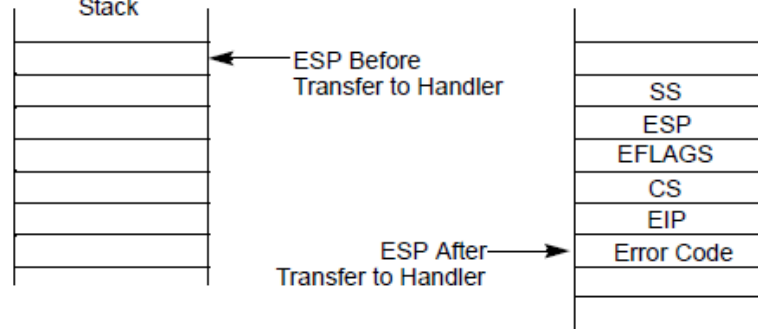 Stack
ESP Before
Transfer to Handler
SS
ESP
EFLAGS
CS
EIP
ESP After
Transfer to Handler
Error Code